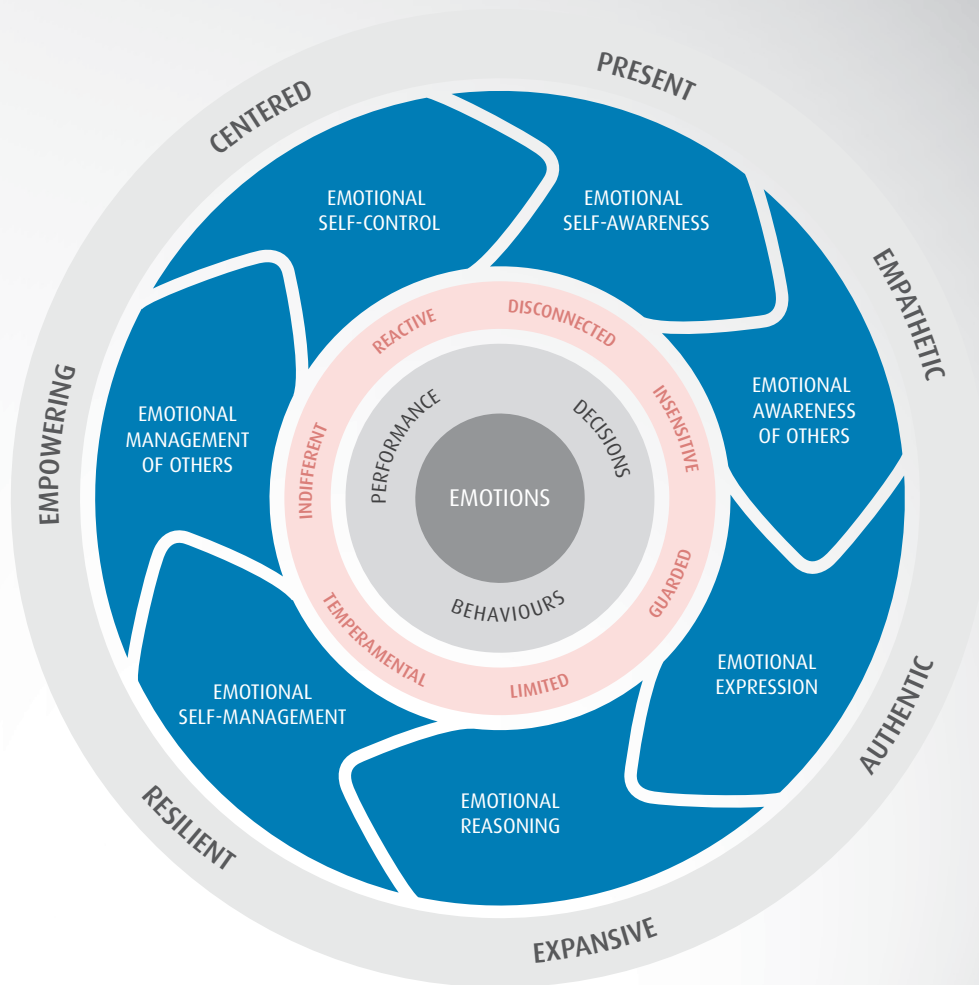 CENTERED
PRESENT
EMPATHETIC
AUTHENTIC
EXPANSIVE
RESILIENT
EMPOWERING
EMOTIONAL
SELF-CONTROL
EMOTIONAL
SELF-AWARENESS
EMOTIONAL
AWARENESS
OF OTHERS
EMOTIONAL
EXPRESSION
EMOTIONAL
REASONING
EMOTIONAL
SELF-MANAGEMENT
EMOTIONAL
MANAGEMENT
OF OTHERS
REACTIVE
DISCONNECTED
INSENSITIVE
GUARDED
LIMITED
TEMPERAMENTAL
INDIFFERENT
PERFORMANCE
DECISIONS
BEHAVIOURS
EMOTIONS